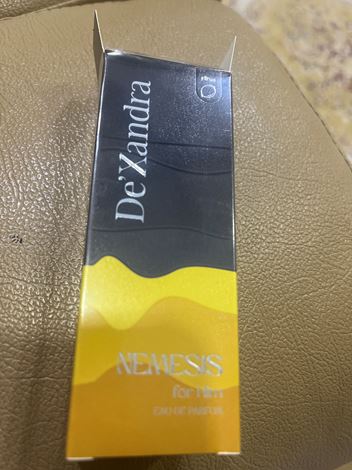 De'Xandra
NEMESIS
for Him
EAU DE PARFUM